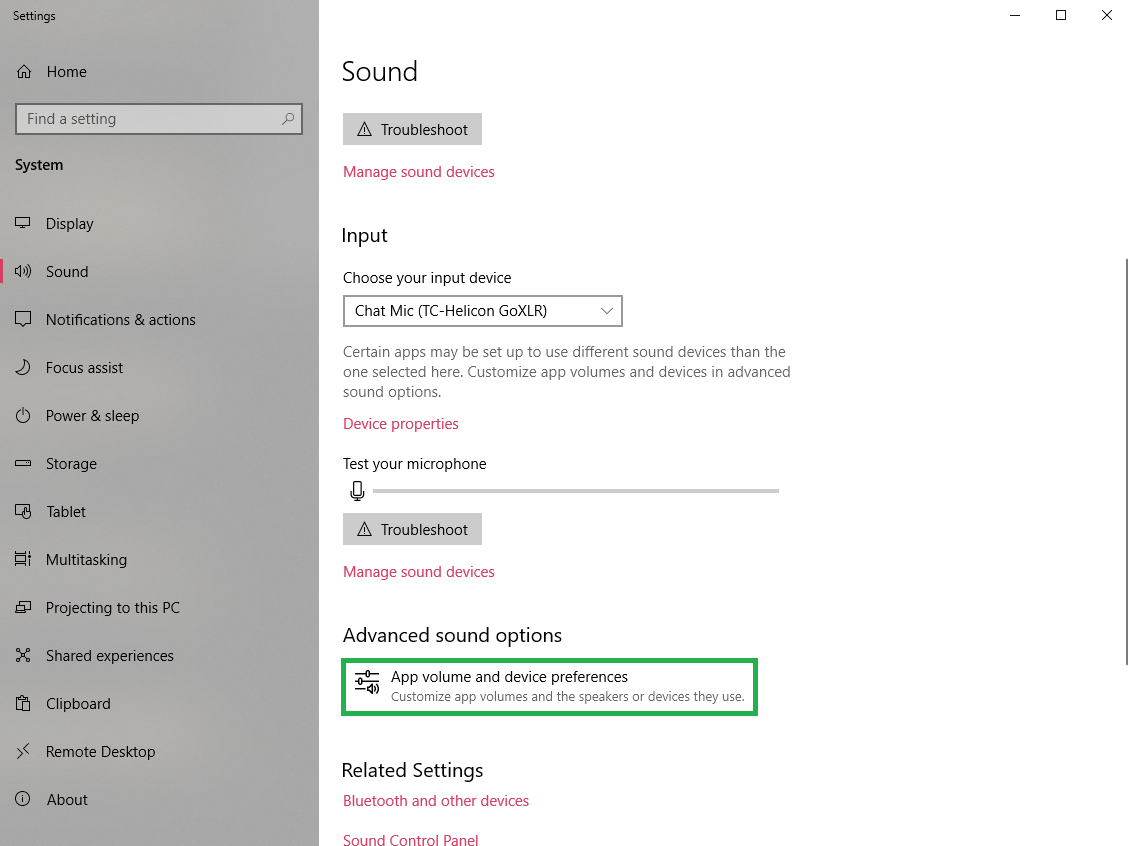 Settings
Home
Find a setting
System
Display
Sound
Notifications & actions
Focus assist
Power & sleep
Storage
Tablet
Multitasking
Projecting to this PC
Shared experiences
Clipboard
Remote Desktop
About
Sound
Troubleshoot
Manage sound devices
Input
Choose your input device
Chat Mic (TC-Helicon GoXLR)
Certain apps may be set up to use different sound devices than the
one selected here. Customize app volumes and devices in advanced
sound options.
Device properties
Test your microphone
Troubleshoot
Manage sound devices
Advanced sound options
App volume and device preferences
Customize app volumes and the speakers or devices they use.
Related Settings
Bluetooth and other devices
Sound Control Panel